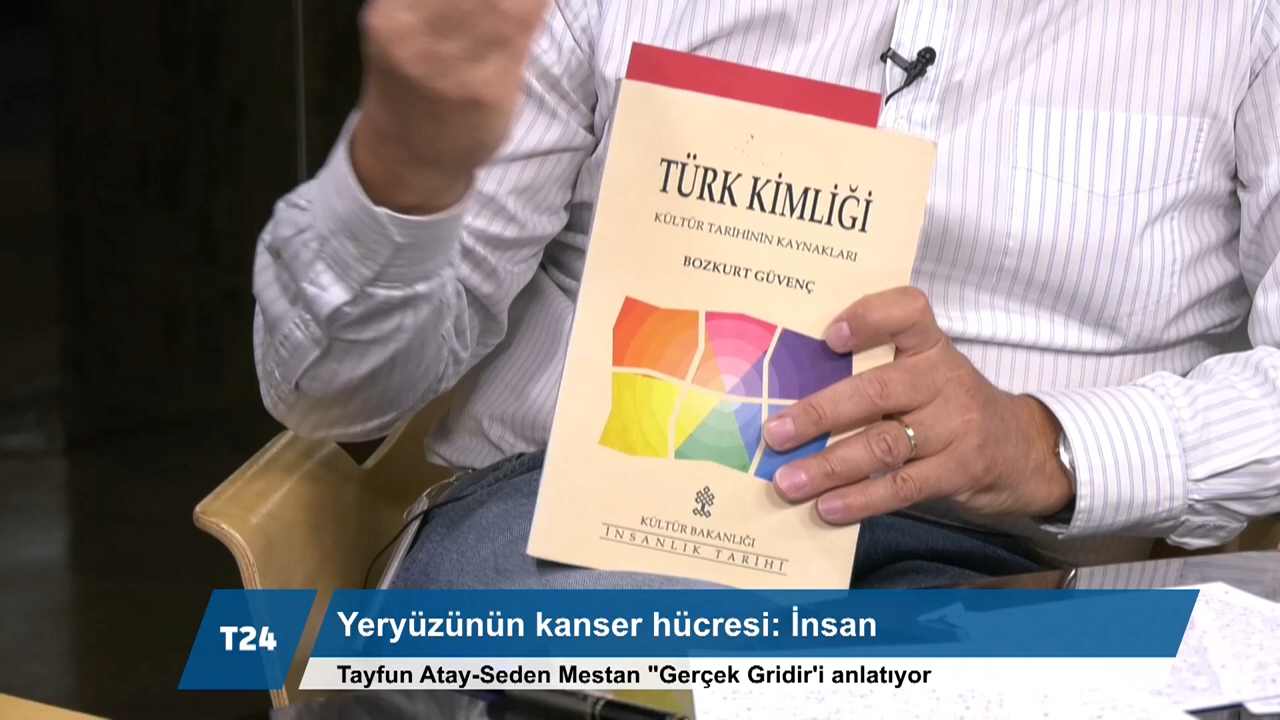 TÜRK KİMLİĞİ
KÜLTÜR TARİHİNİN KAYNAKLARI
BOZKURT GÜVENÇ
KÜLTÜR BAKANLIĞI
İNSANLIK TARİHİ
T24
Yeryüzünün kanser hücresi: İnsan
Tayfun Atay-Seden Mestan "Gerçek Gridir'i anlatıyor